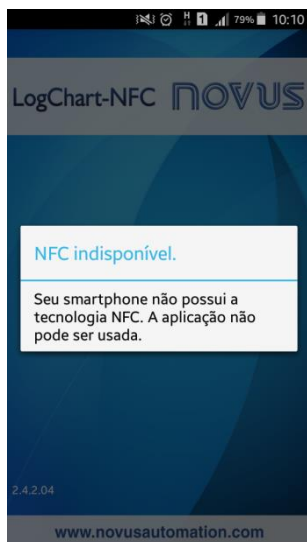 79% 10:10
LogChart-NFC NOVUS
NFC indisponível.
Seu smartphone não possui a
tecnologia NFC. A aplicação não
pode ser usada.
2.4.2.04
www.novusautomation.com